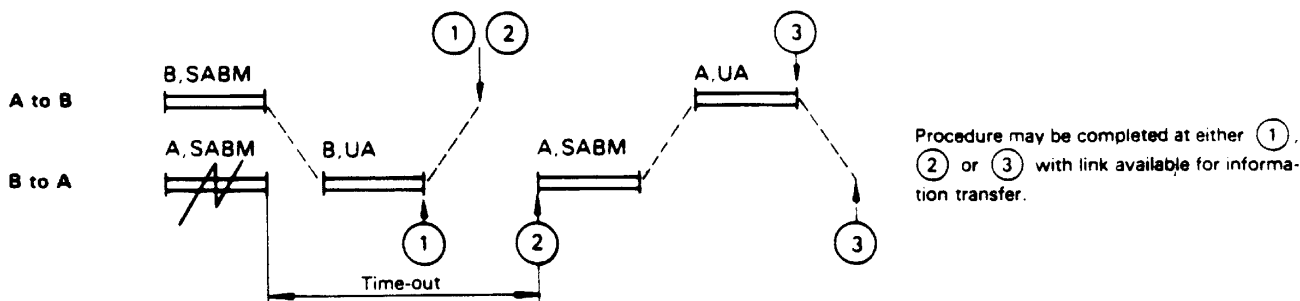 1 2
3
B,SABM
A,UA
A to B
A,SABM
B,UA
A,SABM
B to A
1
2
3
Time-out
Procedure may be completed at either 1 ,
2 or 3 with link available for informa-
tion transfer.